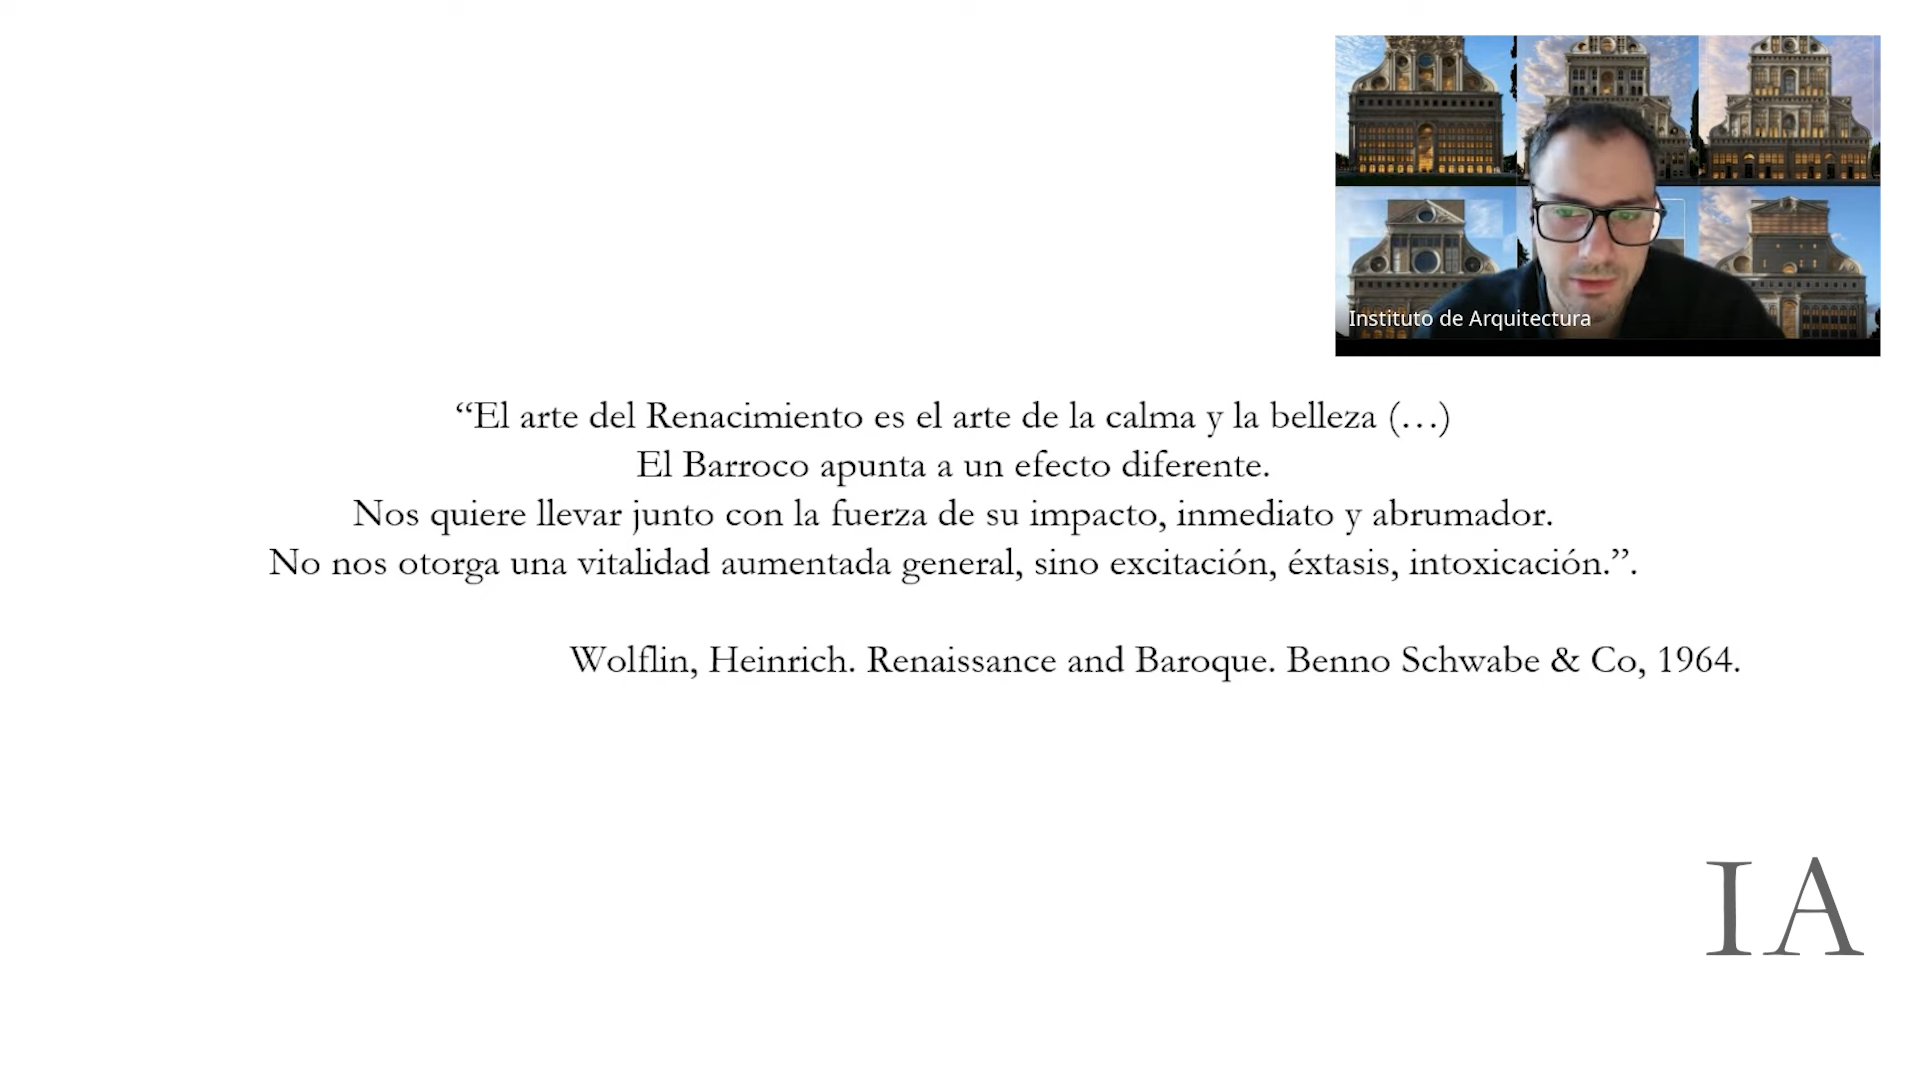 Instituto de Arquitectura
“El arte del Renacimiento es el arte de la calma y la belleza (…)
El Barroco apunta a un efecto diferente.
Nos quiere llevar junto con la fuerza de su impacto, inmediato y abrumador.
No nos otorga una vitalidad aumentada general, sino excitación, éxtasis, intoxicación.”.
Wolflin, Heinrich. Renaissance and Baroque. Benno Schwabe & Co, 1964.
IA